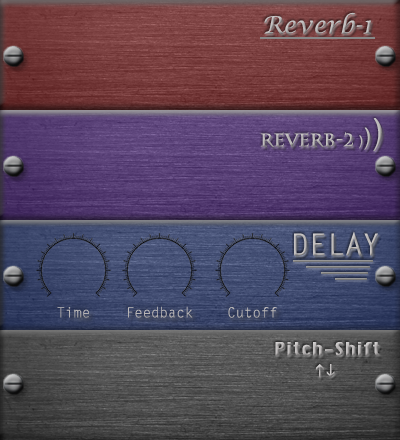 Reverb-1
REVERB-2 )))
DELAY
Time Feedback Cutoff
Pitch-Shift
↑↓